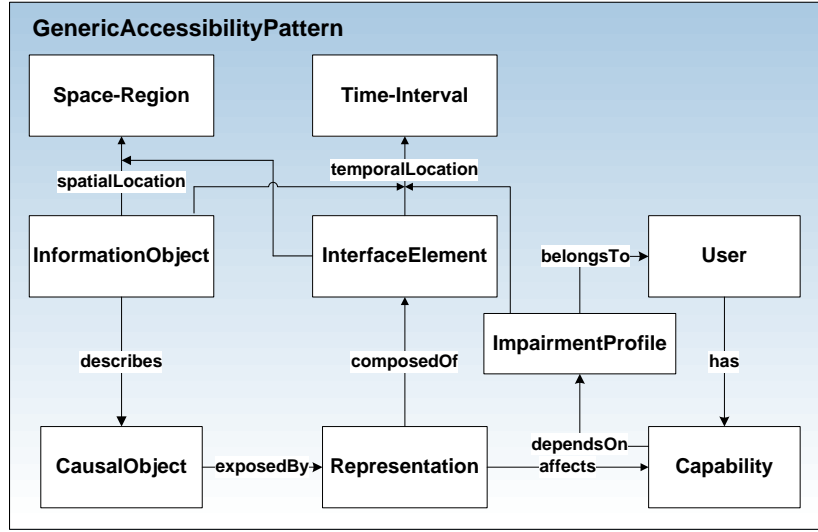 GenericAccessibilityPattern
Space-Region
Time-Interval
spatialLocation
temporalLocation
InformationObject
InterfaceElement
belongsTo
User
ImpairmentProfile
describes
composedOf
has
dependsOn
CausalObject
exposedBy
Representation
affects
Capability